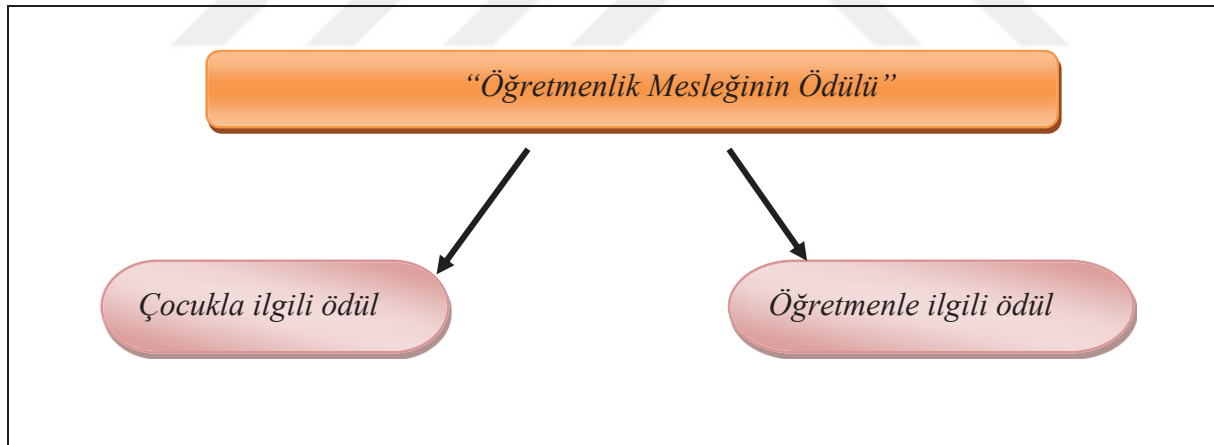 “Öğretmenlik Mesleğinin Ödülü”
Çocukla ilgili ödül
Öğretmenle ilgili ödül